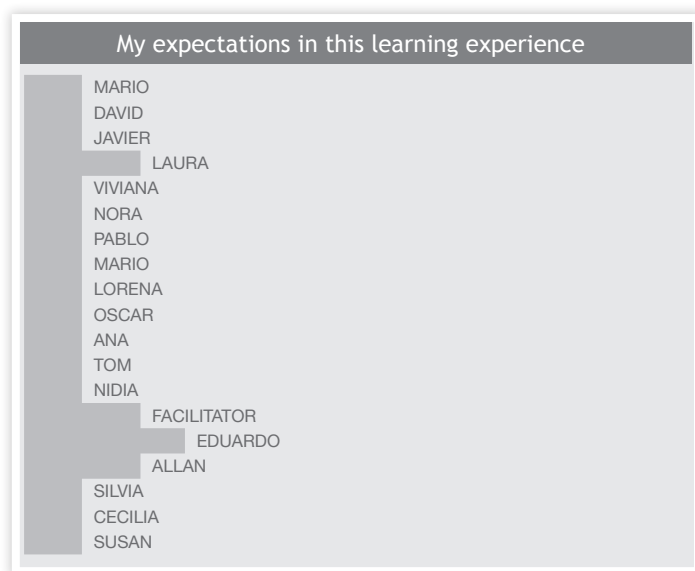 My expectations in this learning experience
MARIO
DAVID
JAVIER
LAURA
VIVIANA
NORA
PABLO
MARIO
LORENA
OSCAR
ANA
TOM
NIDIA
FACILITATOR
EDUARDO
ALLAN
SILVIA
CECILIA
SUSAN